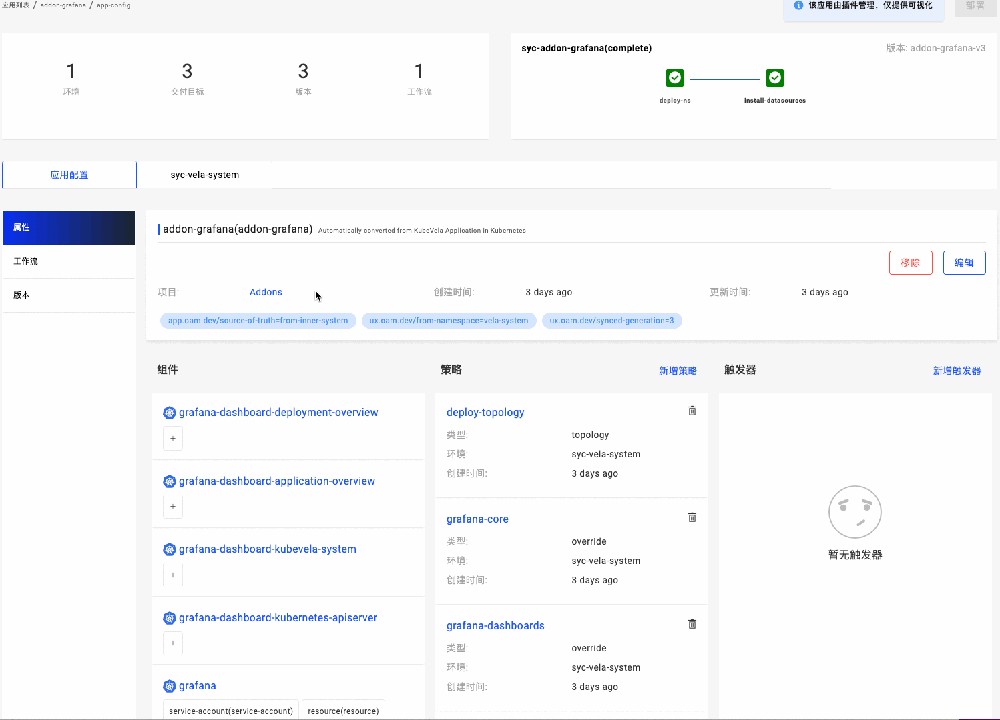 应用列表 / addon-grafana / app-config
该应用由插件管理，仅提供可视化
部署
1
环境
3
交付目标
3
版本
1
工作流
syc-addon-grafana(complete)
版本: addon-grafana-v3
deploy-ns
install-datasources
应用配置
syc-vela-system
属性
工作流
版本
addon-grafana(addon-grafana) Automatically converted from KubeVela Application in Kubernetes.
移除
编辑
项目: Addons
创建时间: 3 days ago
更新时间: 3 days ago
app.oam.dev/source-of-truth=from-inner-system
ux.oam.dev/from-namespace=vela-system
ux.oam.dev/synced-generation=3
组件
grafana-dashboard-deployment-overview
+
grafana-dashboard-application-overview
+
grafana-dashboard-kubevela-system
+
grafana-dashboard-kubernetes-apiserver
+
grafana
service-account(service-account)
resource(resource)
策略
新增策略
deploy-topology
类型: topology
环境: syc-vela-system
创建时间: 3 days ago
grafana-core
类型: override
环境: syc-vela-system
创建时间: 3 days ago
grafana-dashboards
类型: override
环境: syc-vela-system
创建时间: 3 days ago
触发器
新增触发器
暂无触发器